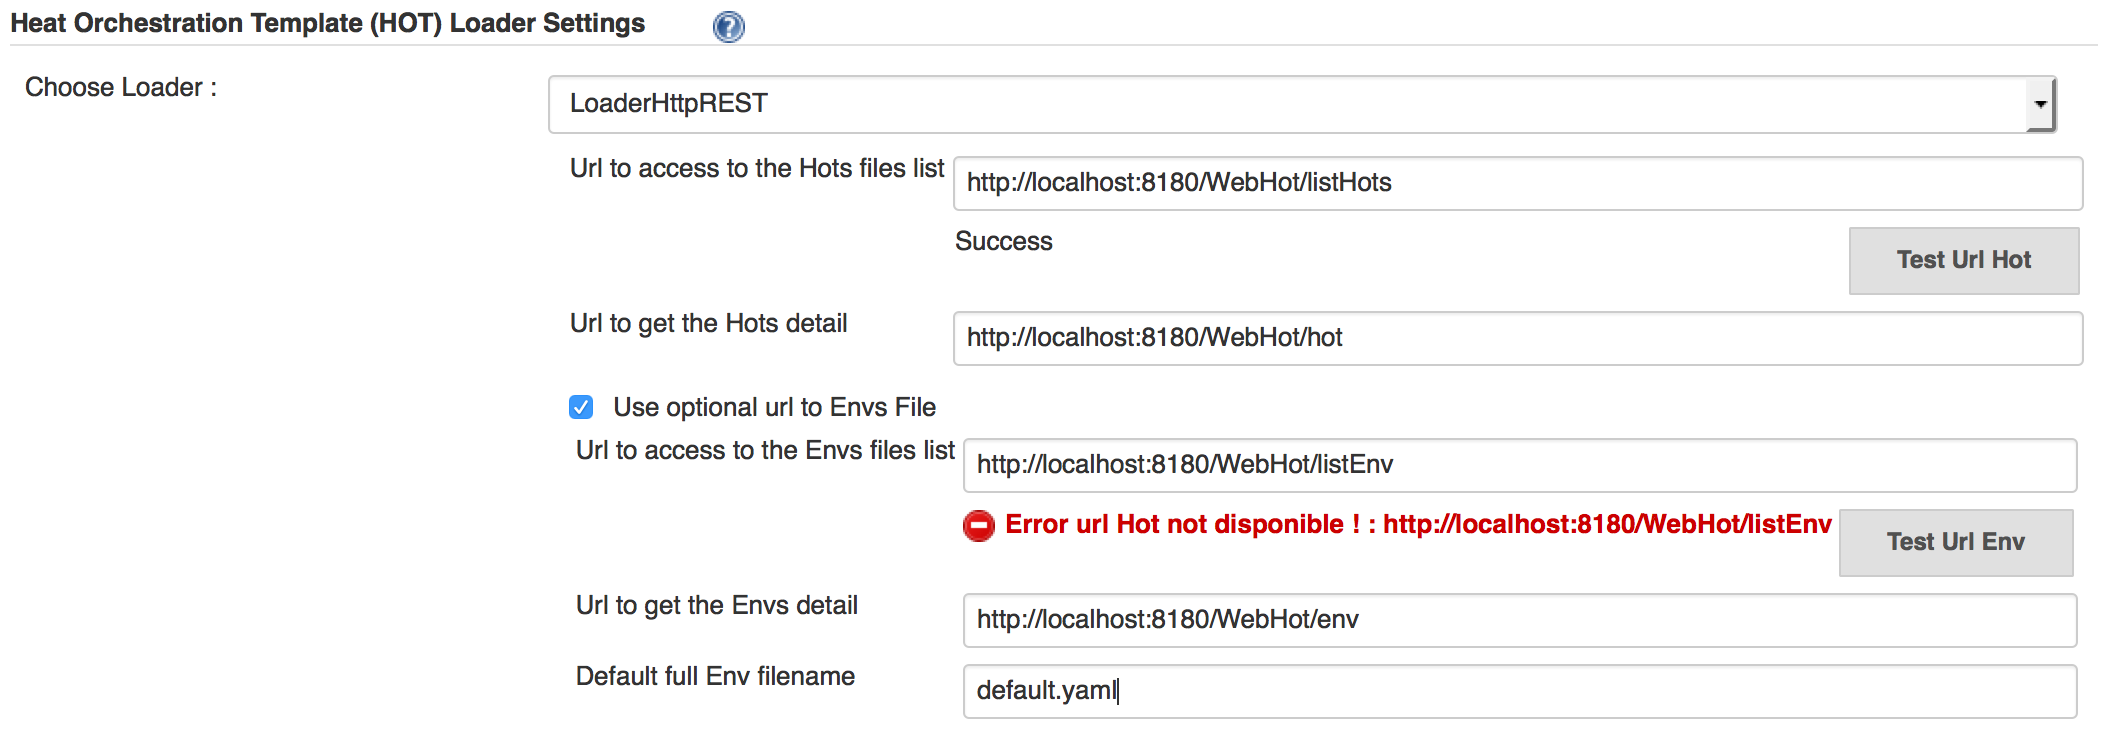 Heat Orchestration Template (HOT) Loader Settings
Choose Loader :
LoaderHttpREST
Url to access to the Hots files list
http://localhost:8180/WebHot/listHots
Success
Test Url Hot
Url to get the Hots detail
http://localhost:8180/WebHot/hot
Use optional url to Envs File
Url to access to the Envs files list
http://localhost:8180/WebHot/listEnv
Error url Hot not disponible ! : http://localhost:8180/WebHot/listEnv
Test Url Env
Url to get the Envs detail
http://localhost:8180/WebHot/env
Default full Env filename
default.yaml